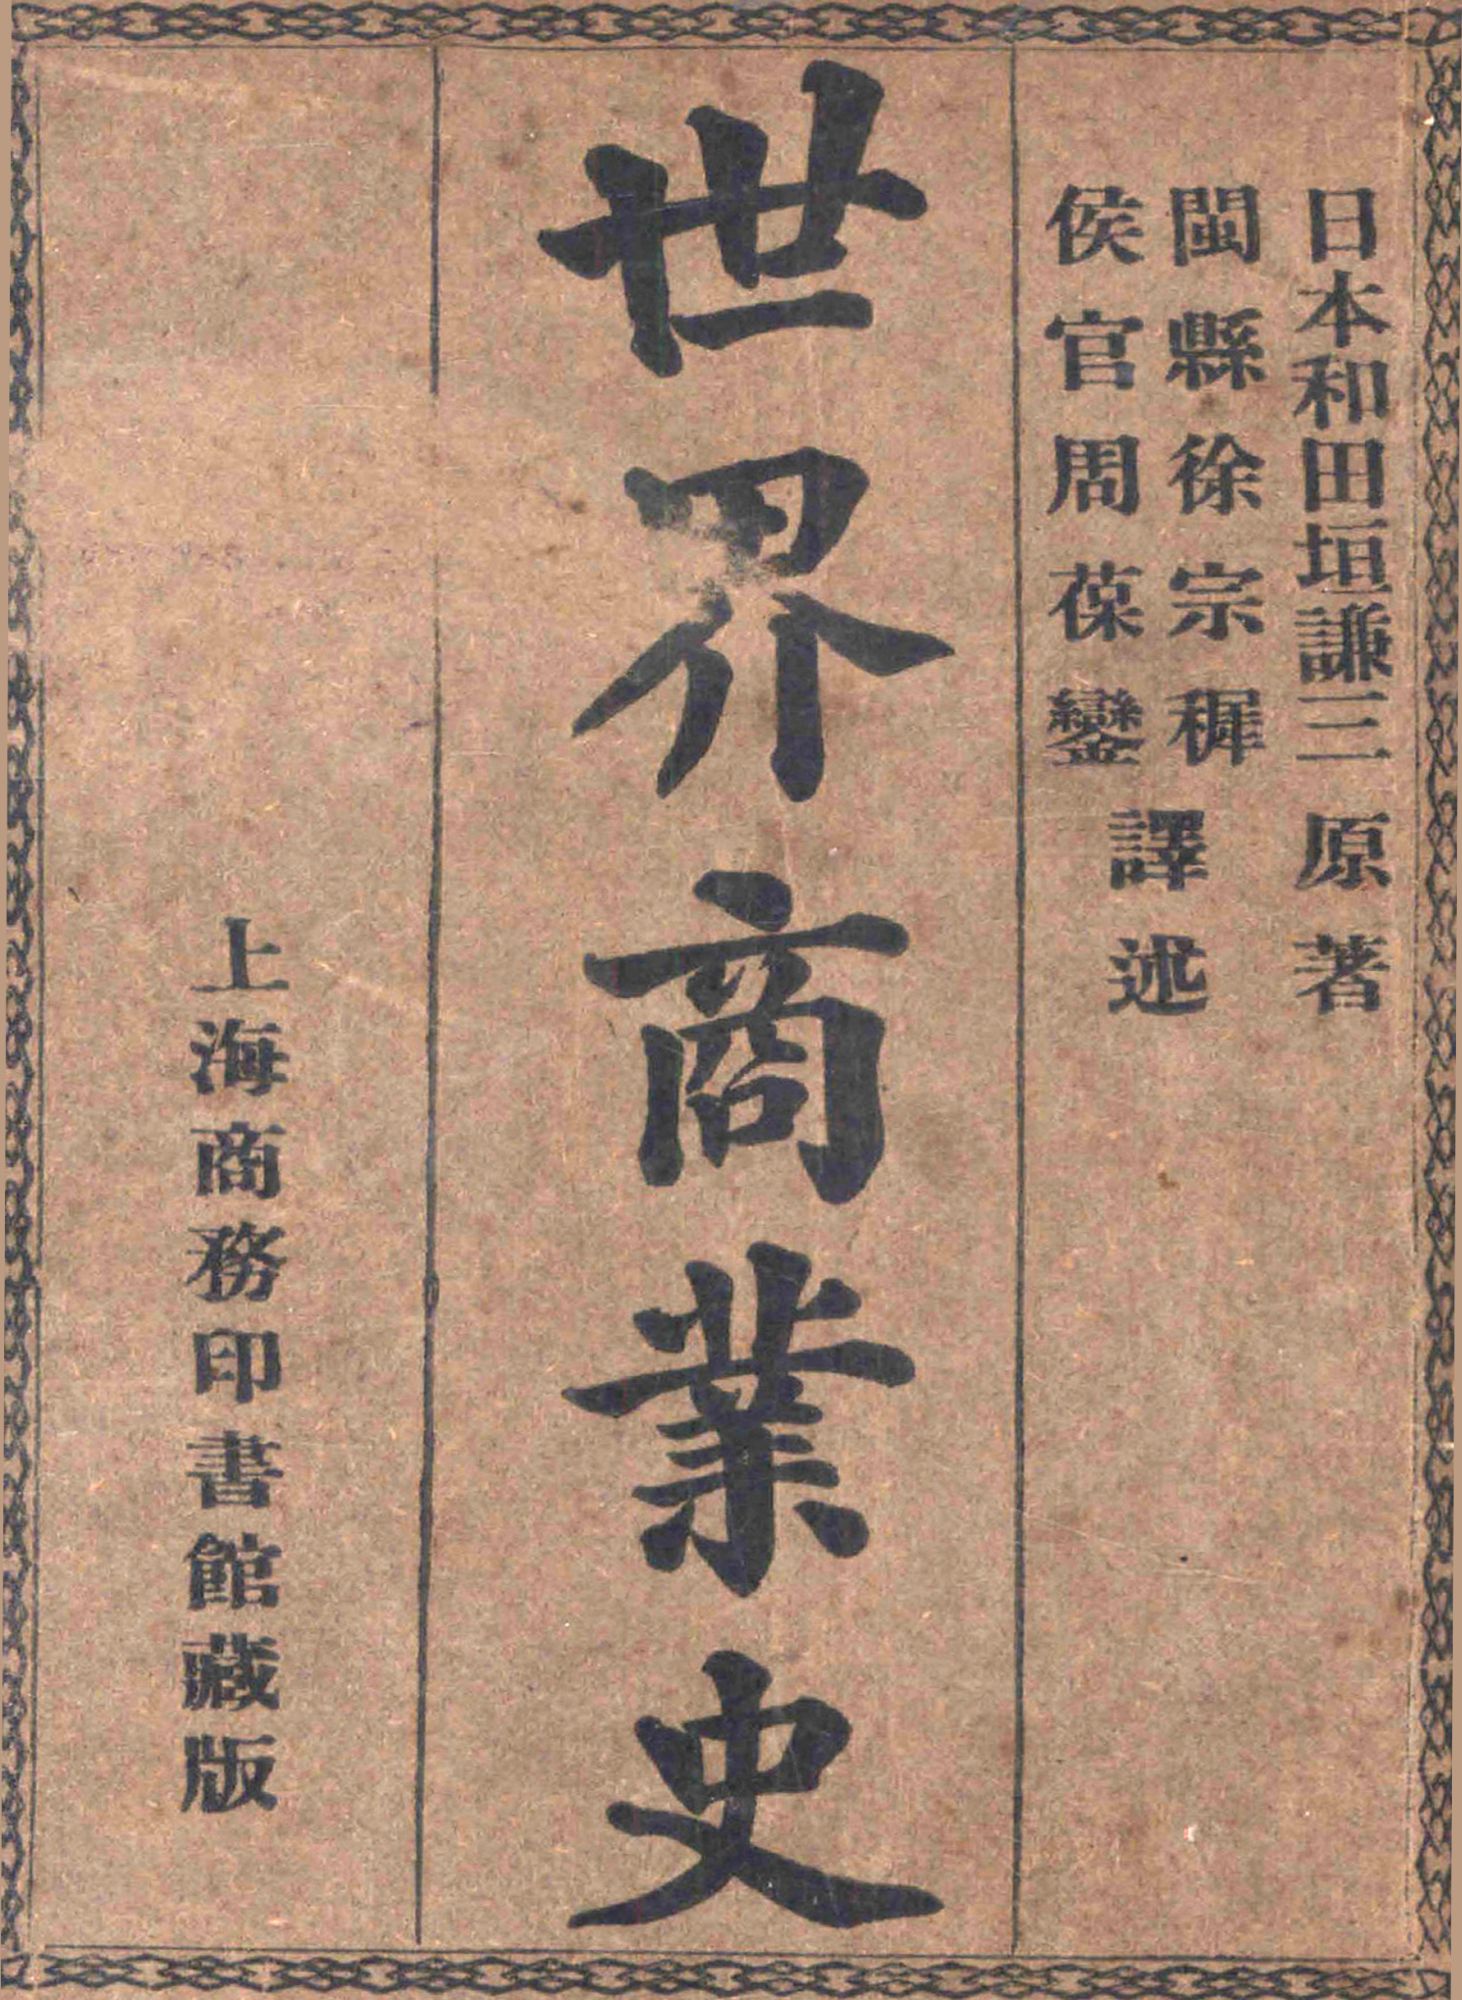 日本和田垣謙三原著
閩縣徐宗穉
侯官周葆鑾
譯述
世界商業史
上海商務印書館藏版